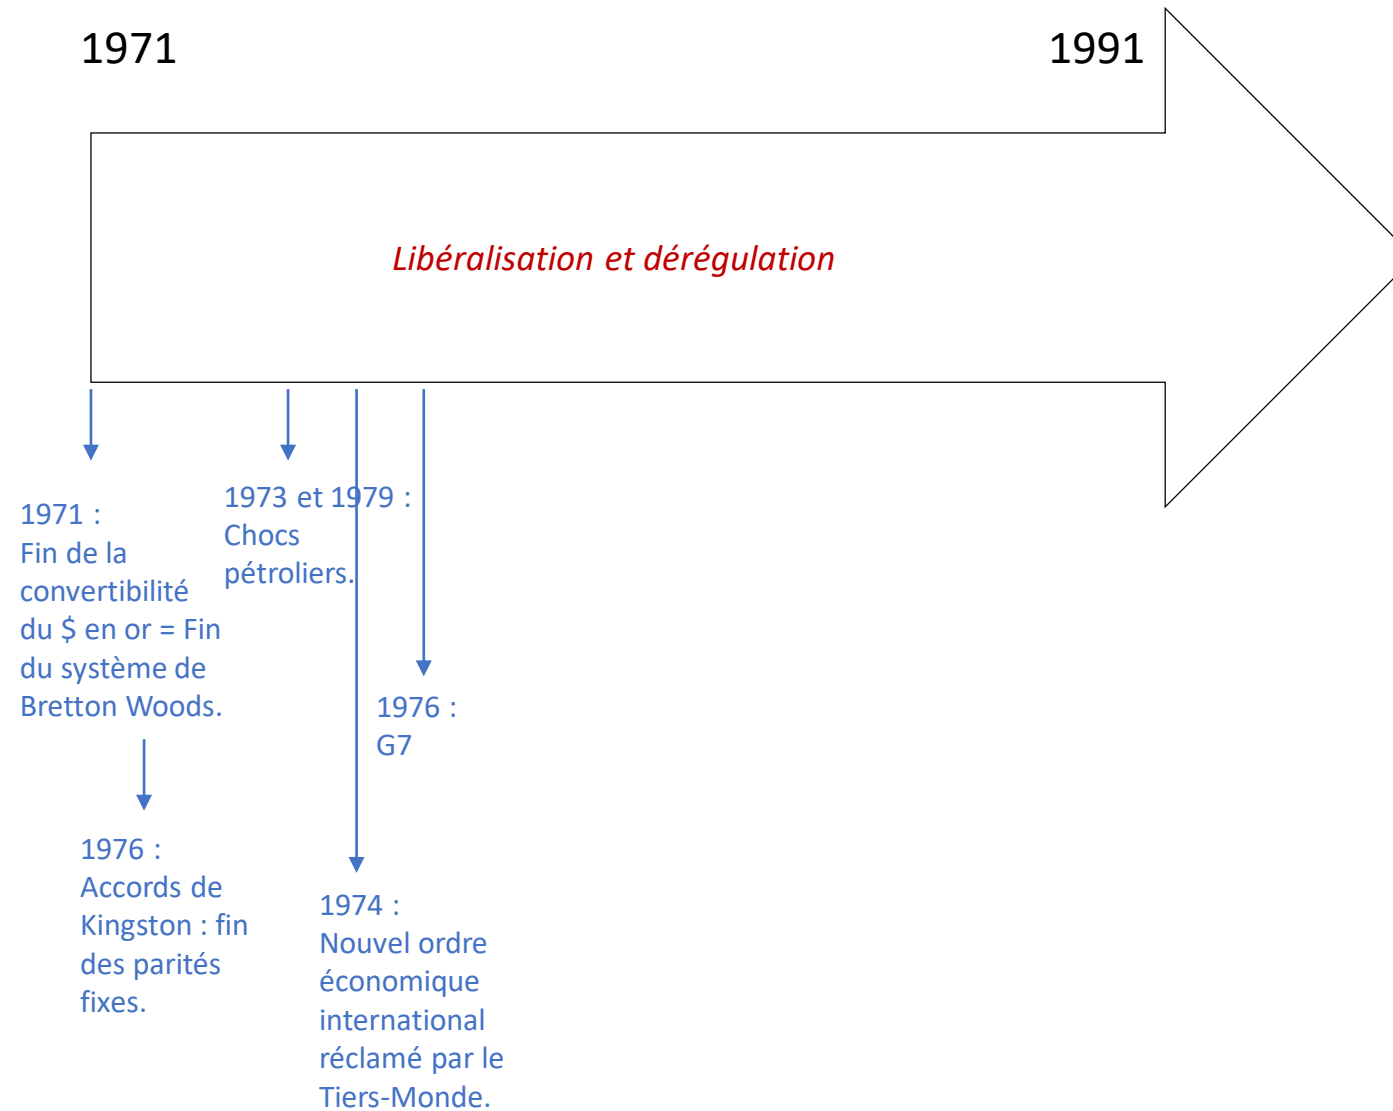 1971
1991
Libéralisation et dérégulation
1971 :
Fin de la
convertibilité
du $ en or = Fin
du système de
Bretton Woods.
1973 et 1979 :
Chocs
pétroliers.
1976 :
G7
1976 :
Accords de
Kingston : fin
des parités
fixes.
1974 :
Nouvel ordre
économique
international
réclamé par le
Tiers-Monde.